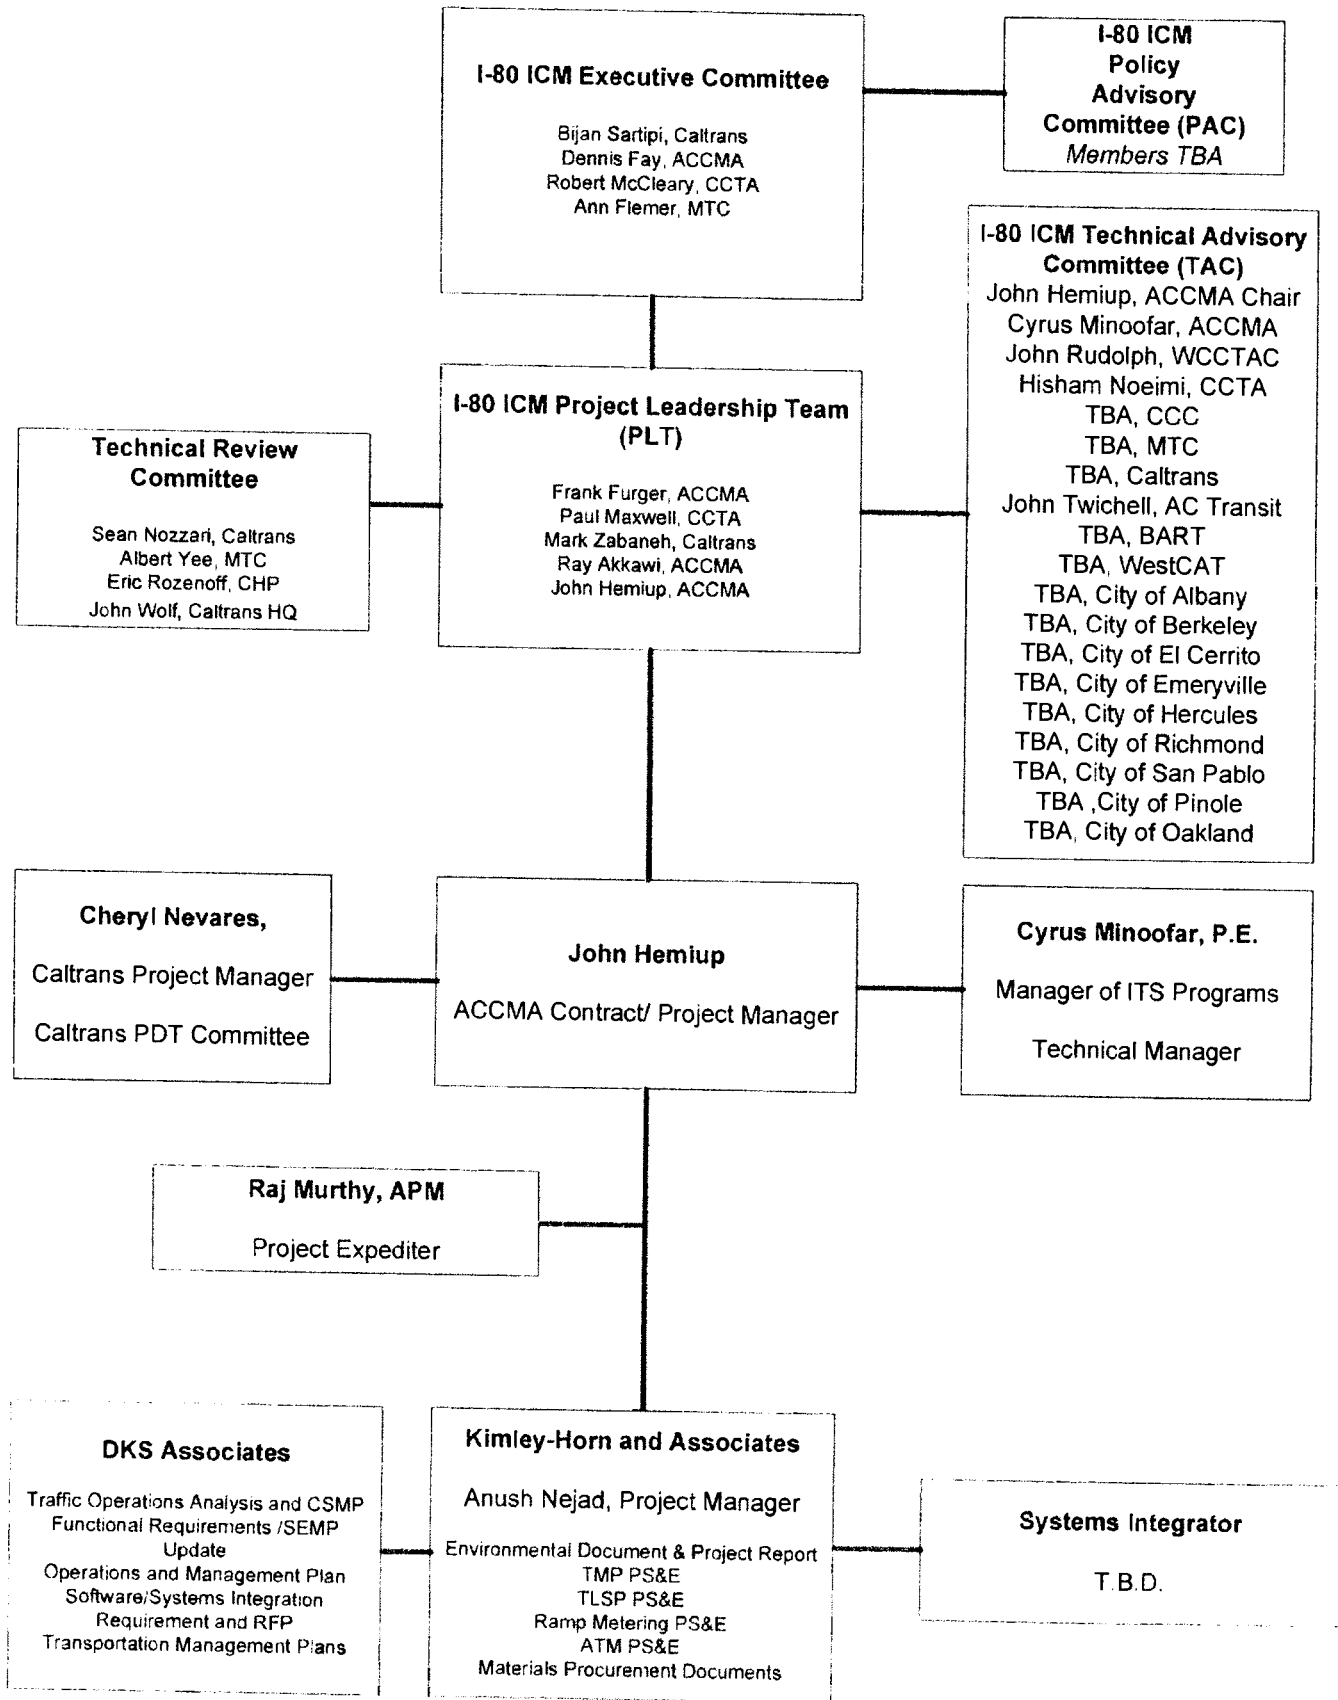 I-80 ICM Executive Committee
Bijan Sartipi, Caltrans
Dennis Fay, ACCMA
Robert McCleary, CCTA
Ann Flemer, MTC
I-80 ICM
Policy
Advisory
Committee (PAC)
Members TBA
I-80 ICM Technical Advisory
Committee (TAC)
John Hemiup, ACCMA Chair
Cyrus Minoofar, ACCMA
John Rudolph, WCCTAC
Hisham Noeimi, CCTA
TBA, CCC
TBA, MTC
TBA, Caltrans
John Twichell, AC Transit
TBA, BART
TBA, WestCAT
TBA, City of Albany
TBA, City of Berkeley
TBA, City of El Cerrito
TBA, City of Emeryville
TBA, City of Hercules
TBA, City of Richmond
TBA, City of San Pablo
TBA ,City of Pinole
TBA, City of Oakland
I-80 ICM Project Leadership Team
(PLT)
Frank Furger, ACCMA
Paul Maxwell, CCTA
Mark Zabaneh, Caltrans
Ray Akkawi, ACCMA
John Hemiup, ACCMA
Technical Review
Committee
Sean Nozzari, Caltrans
Albert Yee, MTC
Eric Rozenoff, CHP
John Wolf, Caltrans HQ
Cheryl Nevares,
Caltrans Project Manager
Caltrans PDT Committee
John Hemiup
ACCMA Contract/ Project Manager
Cyrus Minoofar, P.E.
Manager of ITS Programs
Technical Manager
Raj Murthy, APM
Project Expediter
DKS Associates
Traffic Operations Analysis and CSMP
Functional Requirements /SEMP
Update
Operations and Management Plan
Software/Systems Integration
Requirement and RFP
Transportation Management Plans
Kimley-Horn and Associates
Anush Nejad, Project Manager
Environmental Document & Project Report
TMP PS&E
TLSP PS&E
Ramp Metering PS&E
ATM PS&E
Materials Procurement Documents
Systems Integrator
T.B.D.